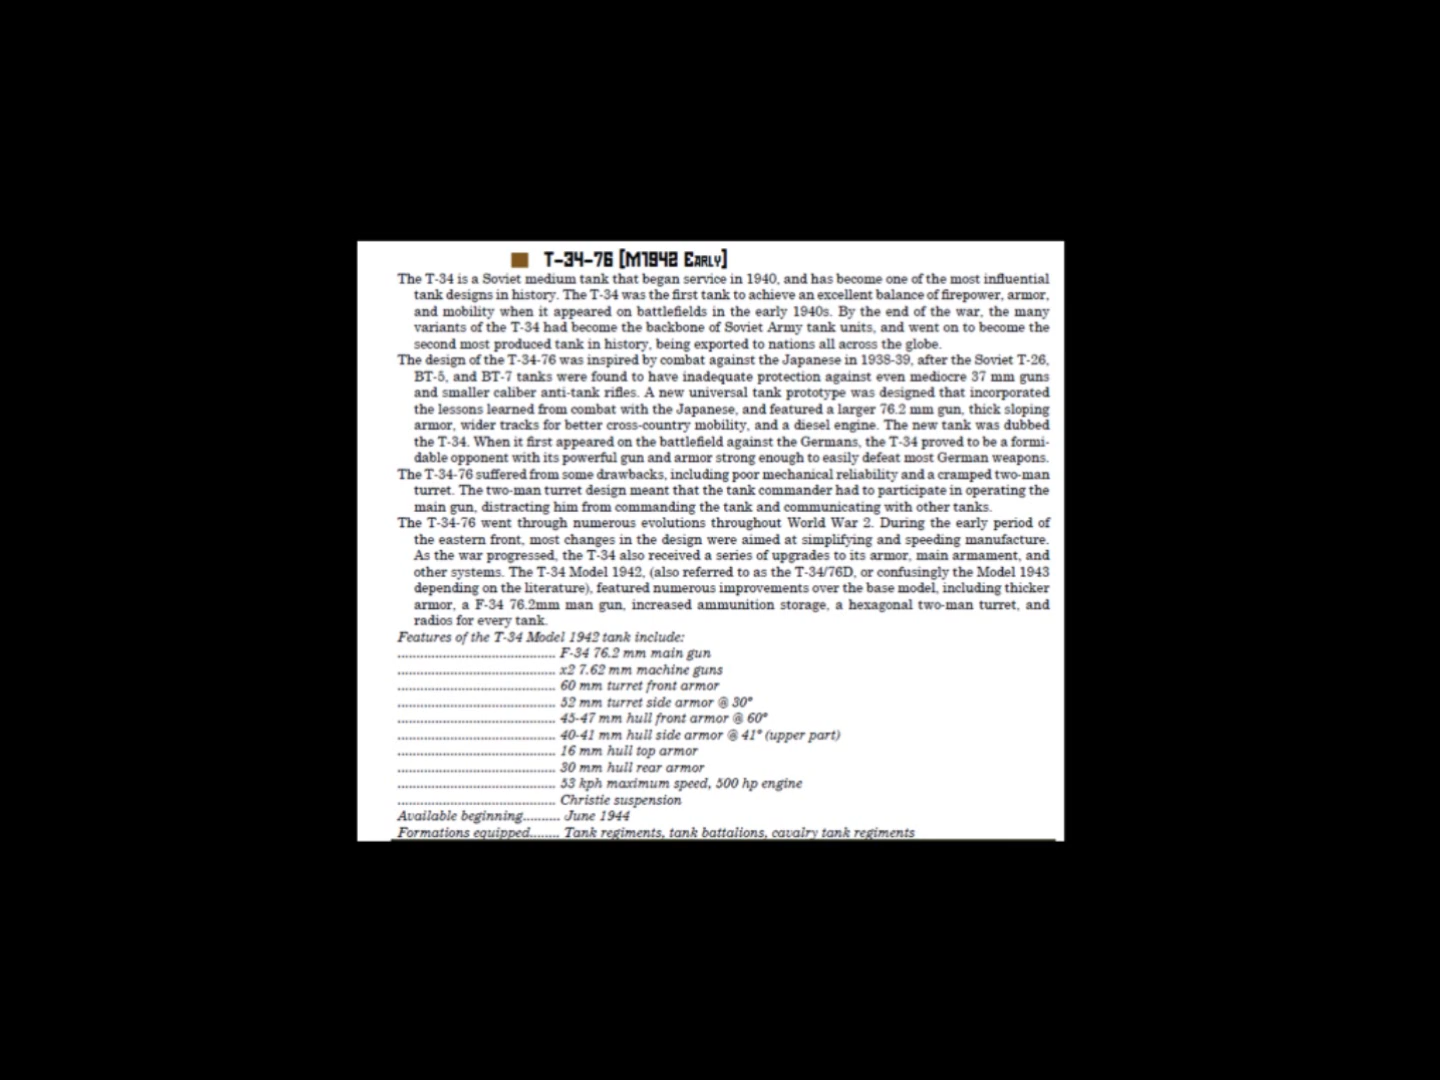 T-34-76 [M1942 Early]
The T-34 is a Soviet medium tank that began service in 1940, and has become one of the most influential
tank designs in history. The T-34 was the first tank to achieve an excellent balance of firepower, armor,
and mobility when it appeared on battlefields in the early 1940s. By the end of the war, the many
variants of the T-34 had become the backbone of Soviet Army tank units, and went on to become the
second most produced tank in history, being exported to nations all across the globe.
The design of the T-34-76 was inspired by combat against the Japanese in 1938-39, after the Soviet T-26,
BT-5, and BT-7 tanks were found to have inadequate protection against even mediocre 37 mm guns
and smaller caliber anti-tank rifles. A new universal tank prototype was designed that incorporated
the lessons learned from combat with the Japanese, and featured a larger 76.2 mm gun, thick sloping
armor, wider tracks for better cross-country mobility, and a diesel engine. The new tank was dubbed
the T-34. When it first appeared on the battlefield against the Germans, the T-34 proved to be a formi-
dable opponent with its powerful gun and armor strong enough to easily defeat most German weapons.
The T-34-76 suffered from some drawbacks, including poor mechanical reliability and a cramped two-man
turret. The two-man turret design meant that the tank commander had to participate in operating the
main gun, distracting him from commanding the tank and communicating with other tanks.
The T-34-76 went through numerous evolutions throughout World War 2. During the early period of
the eastern front, most changes in the design were aimed at simplifying and speeding manufacture.
As the war progressed, the T-34 also received a series of upgrades to its armor, main armament, and
other systems. The T-34 Model 1942, (also referred to as the T-34/76D, or confusingly the Model 1943
depending on the literature), featured numerous improvements over the base model, including thicker
armor, a F-34 76.2mm man gun, increased ammunition storage, a hexagonal two-man turret, and
radios for every tank.
Features of the T-34 Model 1942 tank include:
.......................................... F-34 76.2 mm main gun
.......................................... x2 7.62 mm machine guns
.......................................... 60 mm turret front armor
.......................................... 52 mm turret side armor @ 30°
.......................................... 45-47 mm hull front armor @ 60°
.......................................... 40-41 mm hull side armor @ 41° (upper part)
.......................................... 16 mm hull top armor
.......................................... 30 mm hull rear armor
.......................................... 53 kph maximum speed, 500 hp engine
.......................................... Christie suspension
Available beginning.......... June 1944
Formations equipped........ Tank regiments, tank battalions, cavalry tank regiments